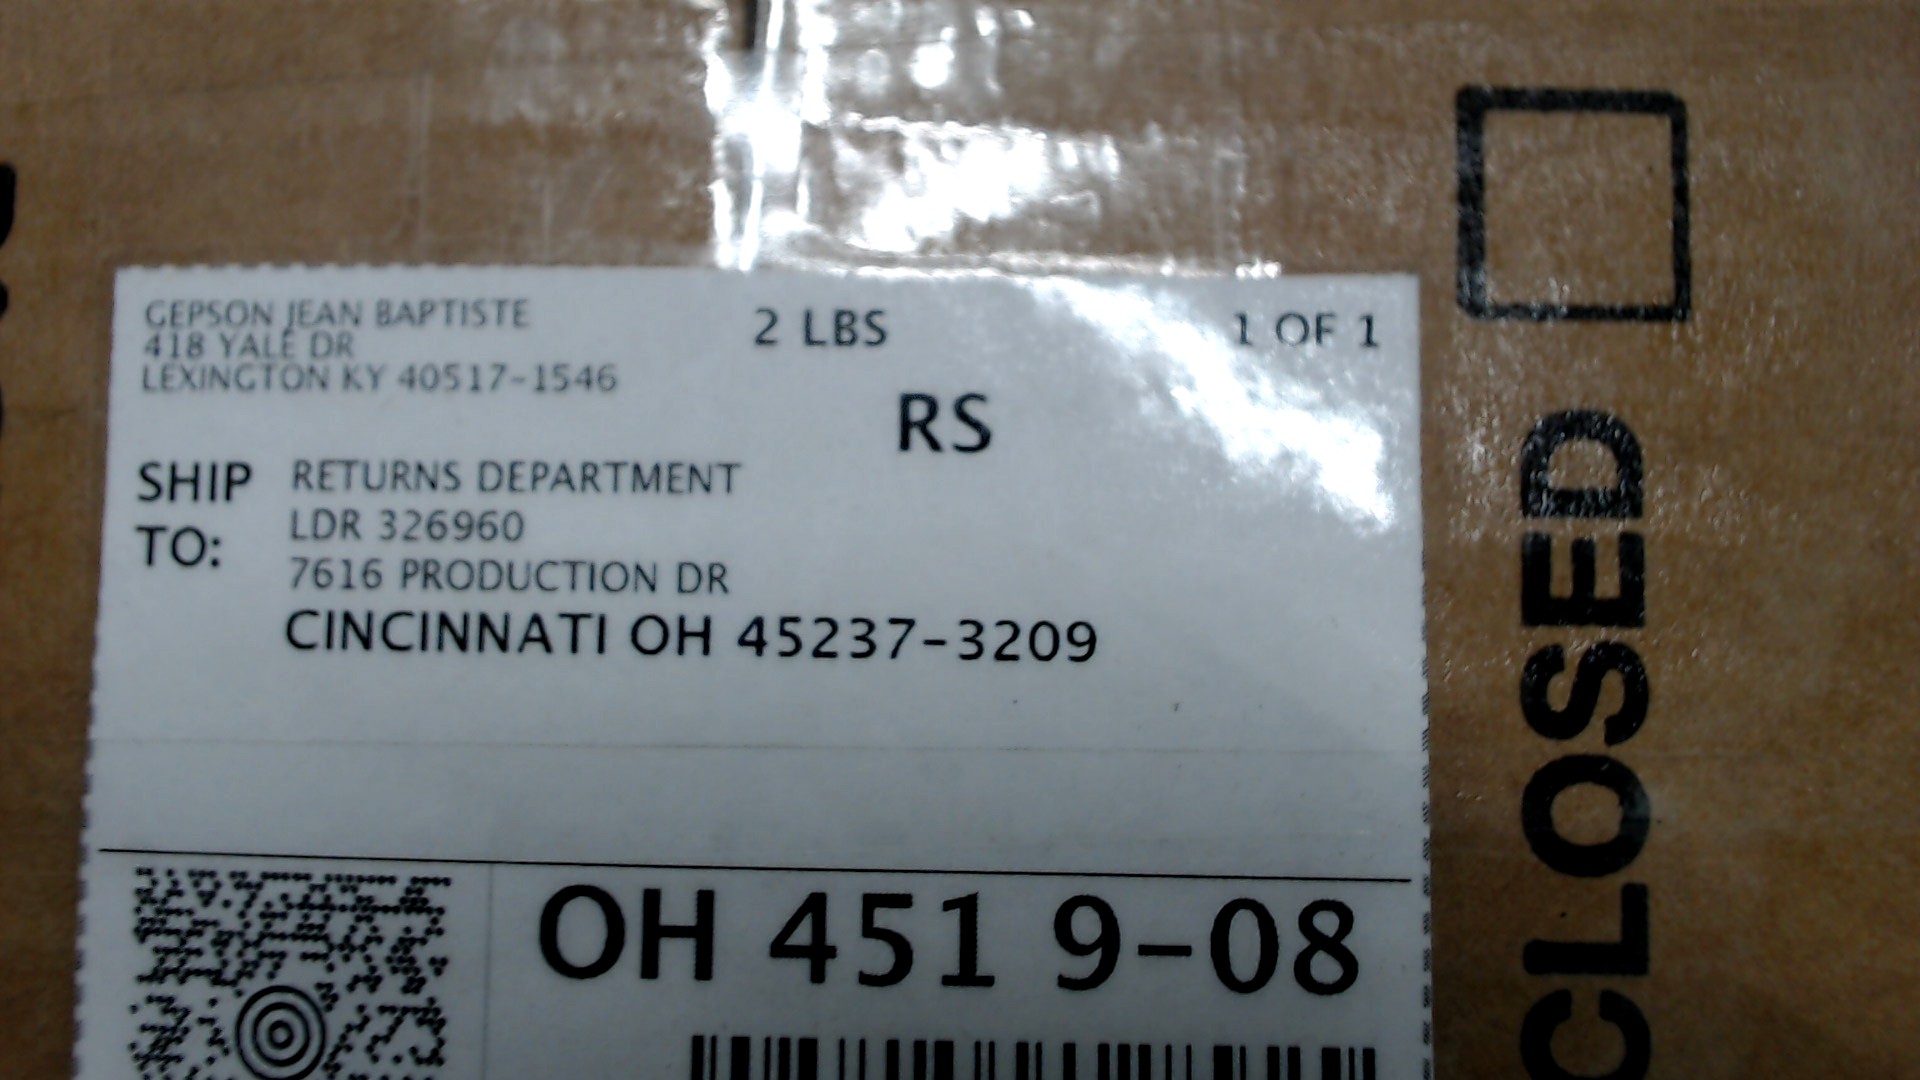 GEPSON JEAN BAPTISTE
418 YALE DR
LEXINGTON KY 40517-1546
2 LBS
1 OF 1
RS
SHIP TO:
RETURNS DEPARTMENT
LDR 326960
7616 PRODUCTION DR
CINCINNATI OH 45237-3209
OH 451 9-08
CLOSED